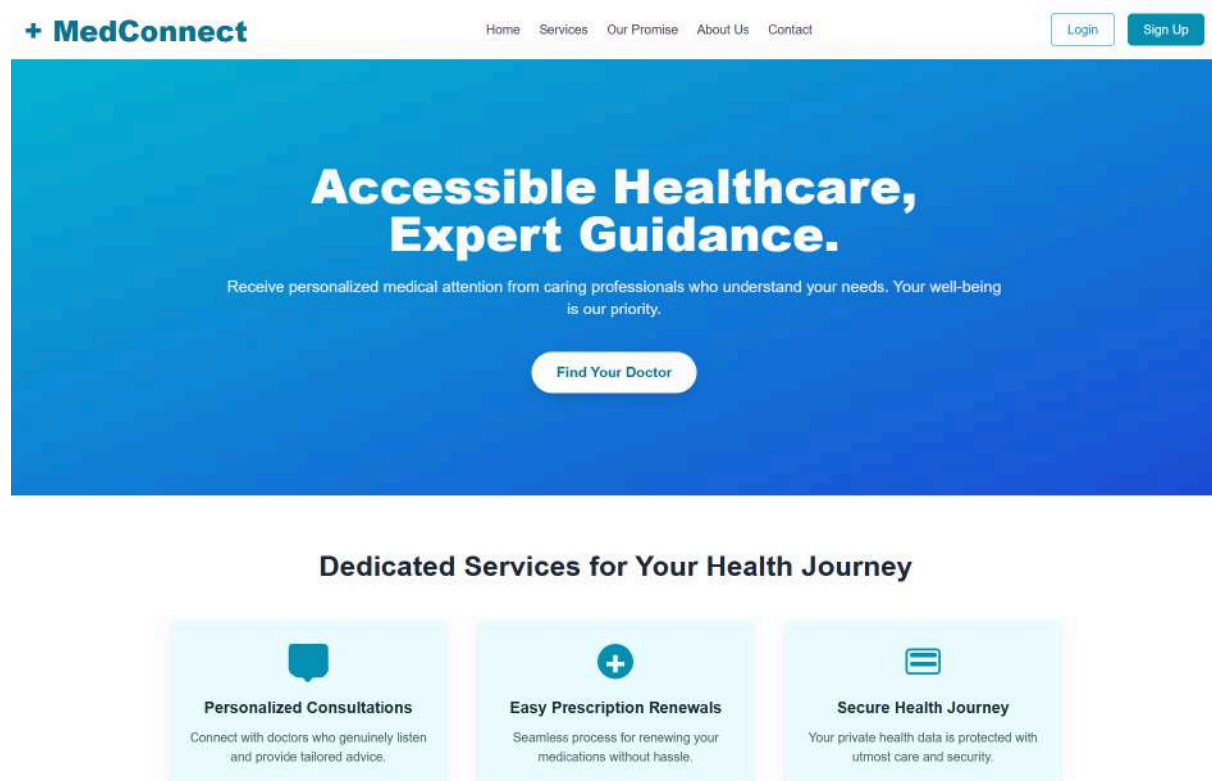 + MedConnect
Home Services Our Promise About Us Contact
Login
Sign Up
Accessible Healthcare,
Expert Guidance.
Receive personalized medical attention from caring professionals who understand your needs. Your well-being
is our priority.
Find Your Doctor
Dedicated Services for Your Health Journey
Personalized Consultations
Connect with doctors who genuinely listen
and provide tailored advice.
Easy Prescription Renewals
Seamless process for renewing your
medications without hassle.
Secure Health Journey
Your private health data is protected with
utmost care and security.